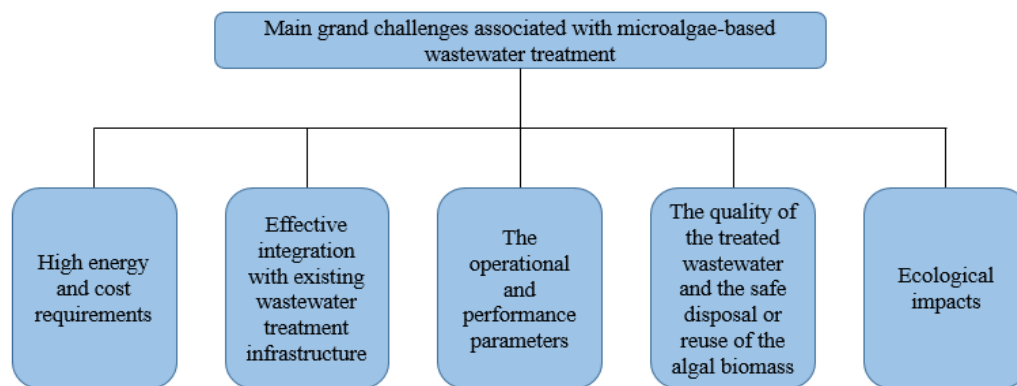 Main grand challenges associated with microalgae-based
wastewater treatment
High energy
and cost
requirements
Effective
integration
with existing
wastewater
treatment
infrastructure
The
operational
and
performance
parameters
The quality of
the treated
wastewater
and the safe
disposal or
reuse of the
algal biomass
Ecological
impacts